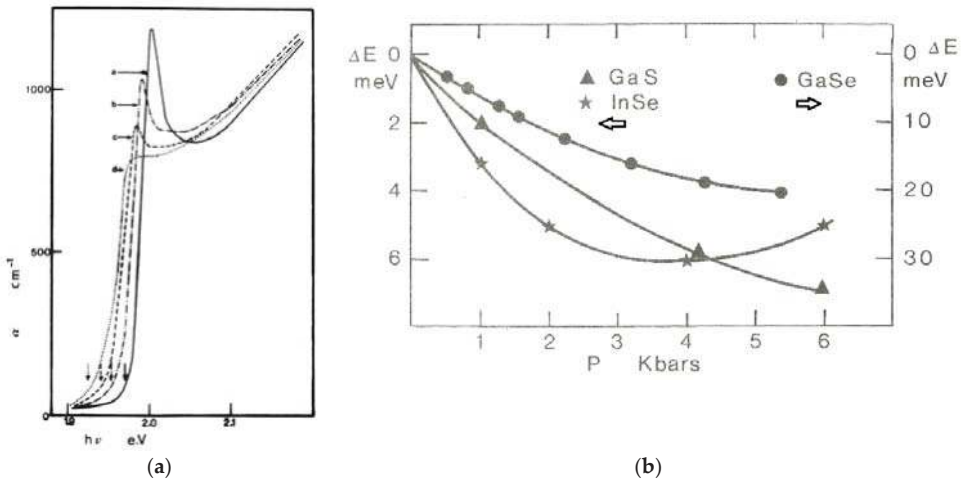 a
b
c
d
1000
500
0
α cm⁻¹
1.9 2.0 2.1
hν e.V
(a)
ΔE 0
meV
2
4
6
GaS
InSe
GaSe
0 ΔE
meV
10
20
30
1 2 3 4 5 6
P Kbars
(b)